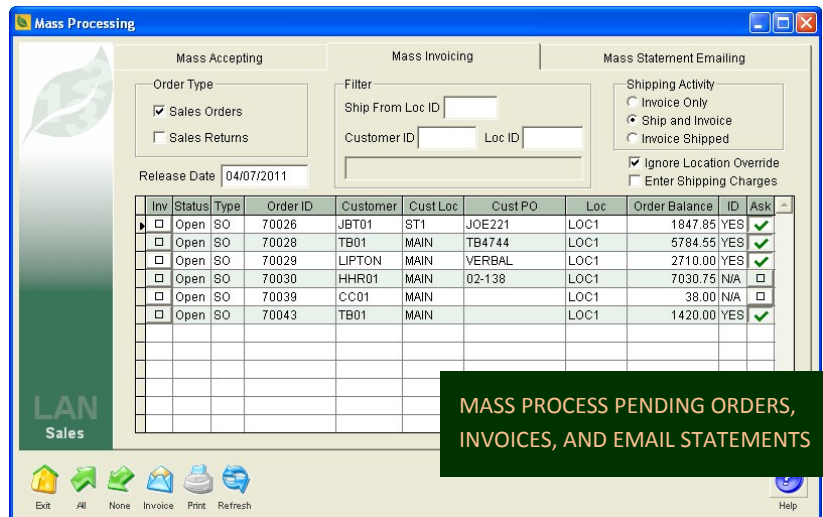 Mass Processing
Mass Accepting Mass Invoicing Mass Statement Emailing
Order Type Filter Shipping Activity
Sales Orders Ship From Loc ID Invoice Only
Ship and Invoice
Sales Returns Customer ID Loc ID Invoice Shipped
Release Date 04/07/2011 Ignore Location Override
Enter Shipping Charges
Inv Status Type Order ID Customer Cust Loc Cust PO Loc Order Balance ID Ask
Open SO 70026 JBT01 ST1 JOE221 LOC1 1847.85 YES
Open SO 70028 TB01 MAIN TB4744 LOC1 5784.55 YES
Open SO 70029 LIPTON MAIN VERBAL LOC1 2710.00 YES
Open SO 70030 HHR01 MAIN 02-138 LOC1 7030.75 N/A
Open SO 70039 CC01 MAIN LOC1 38.00 N/A
Open SO 70043 TB01 MAIN LOC1 1420.00 YES
MASS PROCESS PENDING ORDERS,
INVOICES, AND EMAIL STATEMENTS
LAN
Sales
Exit All None Invoice Print Refresh Help